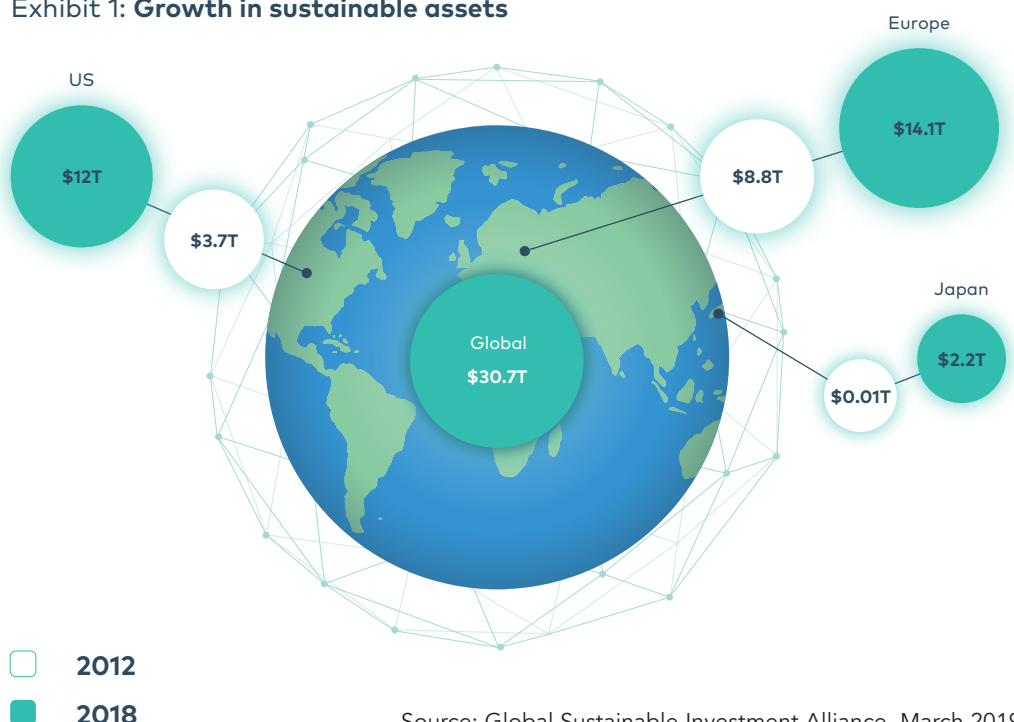 Exhibit 1: Growth in sustainable assets
Europe
US
$14.1T
$12T
$8.8T
$3.7T
Japan
Global
$30.7T
$2.2T
$0.01T
2012
2018
Source: Global Sustainable Investment Alliance, March 2019